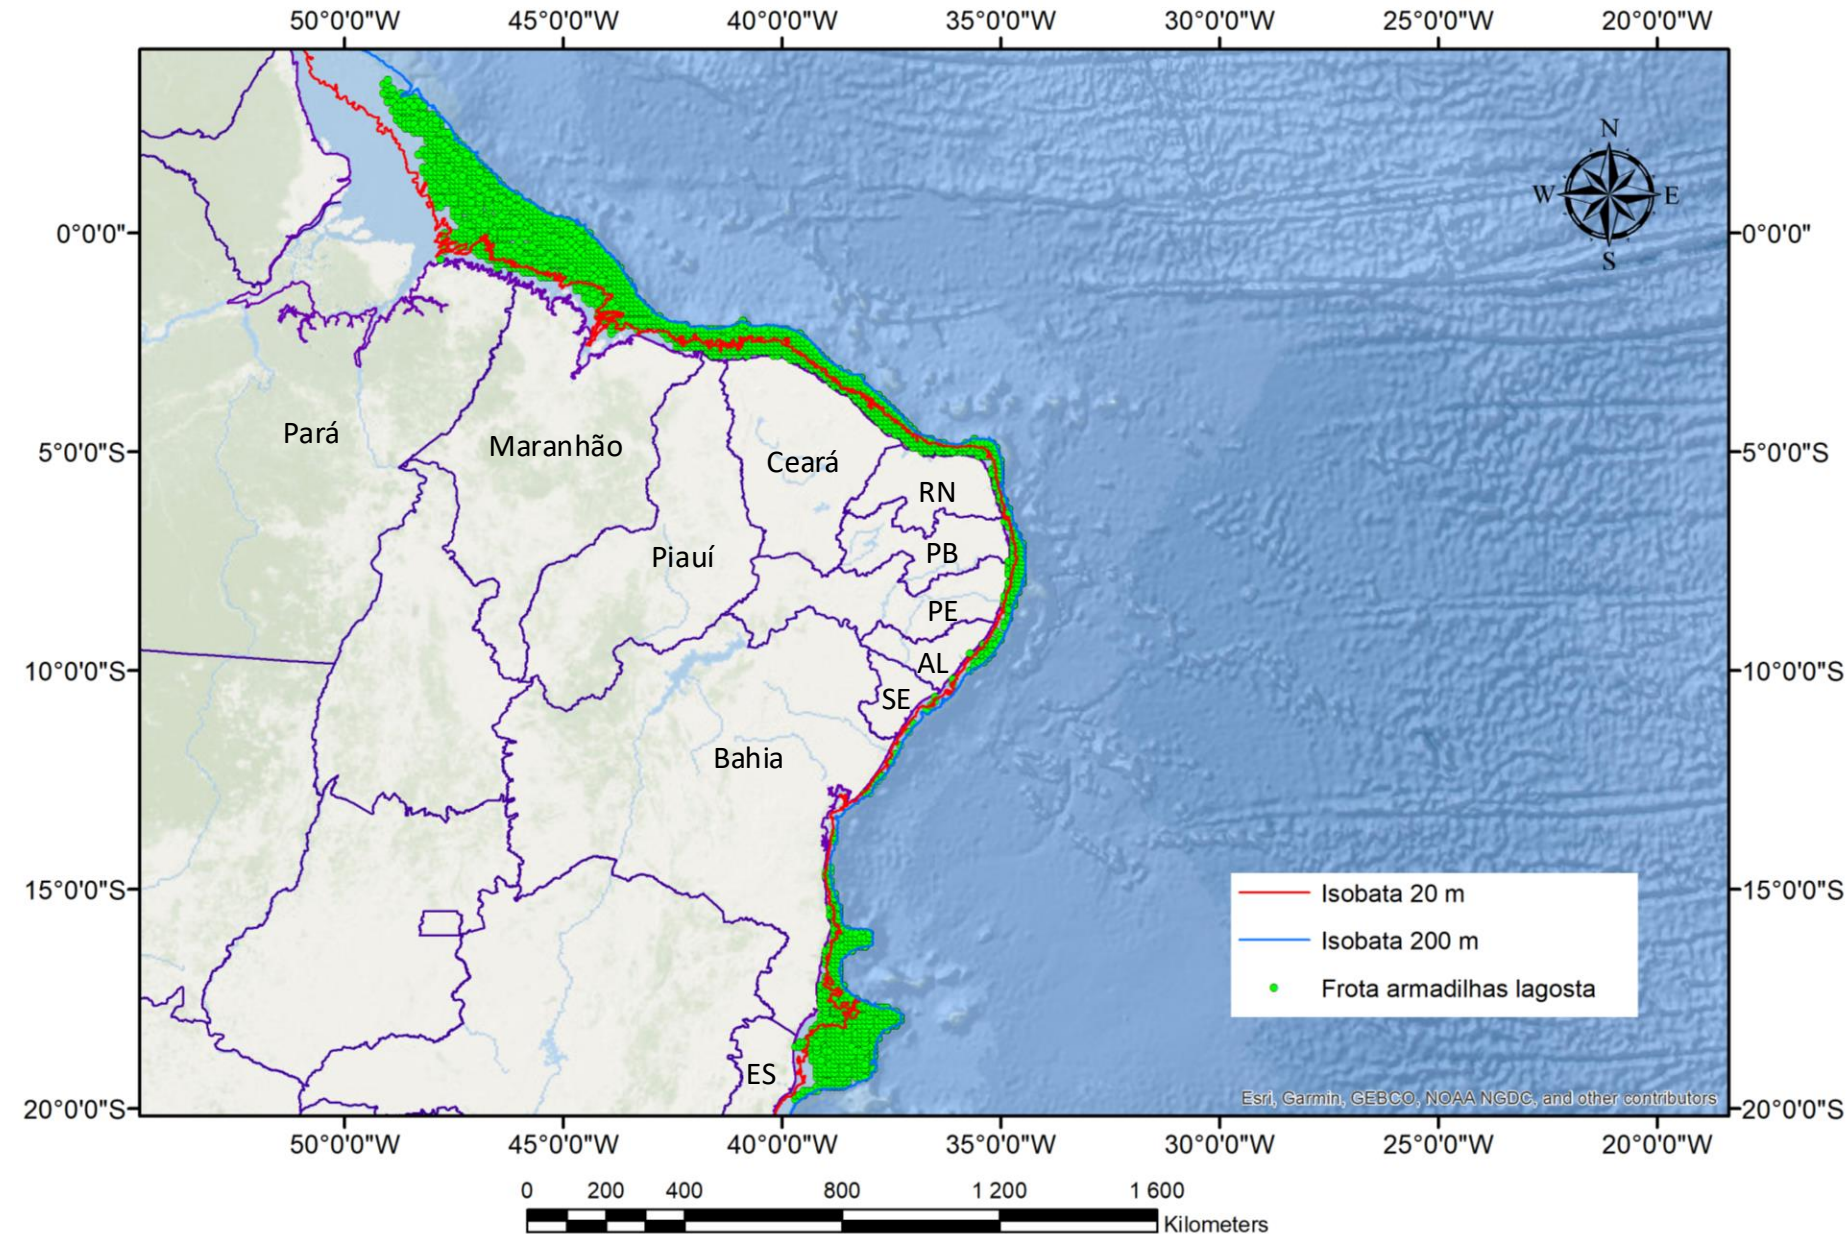 50°0'0"W 45°0'0"W 40°0'0"W 35°0'0"W 30°0'0"W 25°0'0"W 20°0'0"W
N
W E
S
0°0'0" 0°0'0"
Pará
Maranhão
Ceará
5°0'0"S 5°0'0"S
RN
PB
Piauí
PE
AL
10°0'0"S 10°0'0"S
SE
Bahia
15°0'0"S 15°0'0"S
Isobata 20 m
Isobata 200 m
Frota armadilhas lagosta
ES
Esri, Garmin, GEBCO, NOAA NGDC, and other contributors
20°0'0"S 20°0'0"S
50°0'0"W 45°0'0"W 40°0'0"W 35°0'0"W 30°0'0"W 25°0'0"W 20°0'0"W
0 200 400 800 1 200 1 600
Kilometers